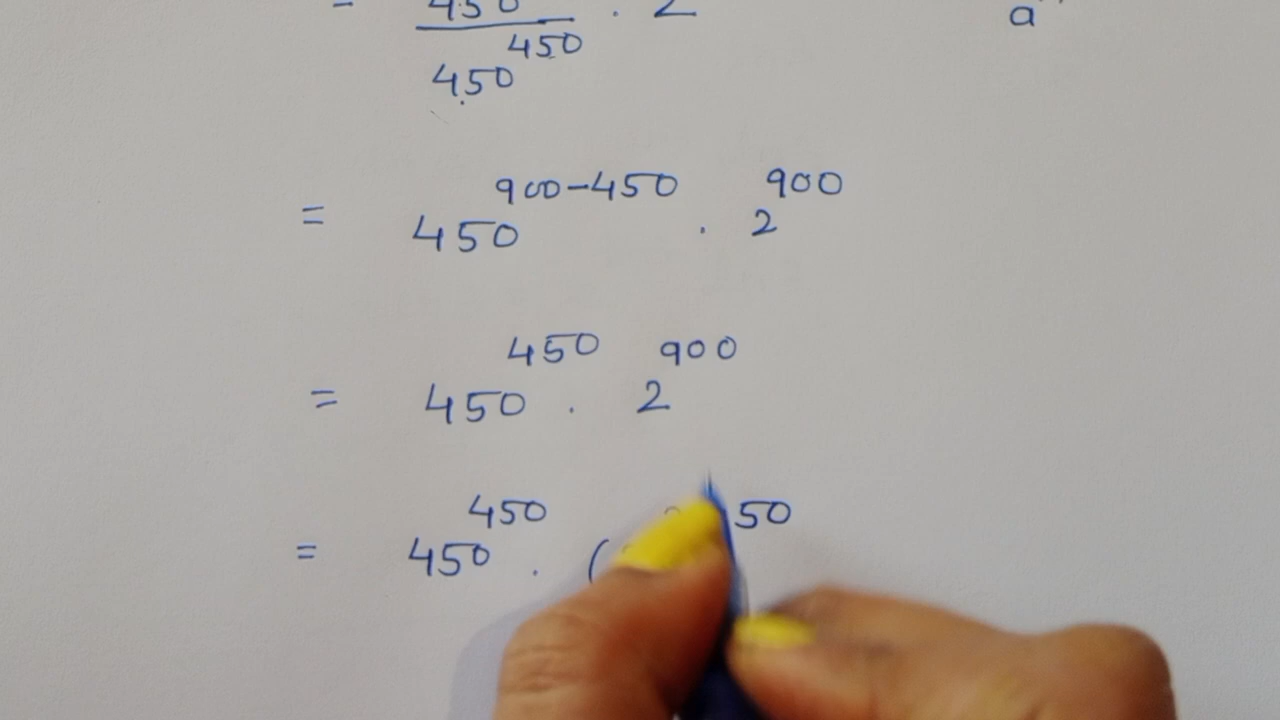 = 450 . 2 a
450^450
= 450^900-450 . 2^900
= 450^450 . 2^900
= 450^450 . ( 50